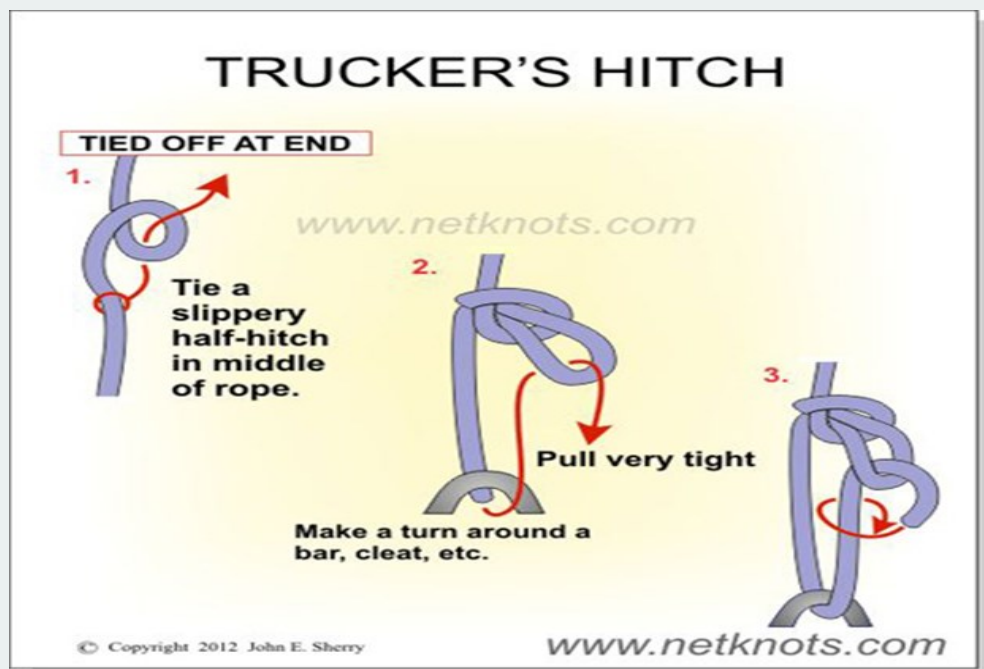 TRUCKER'S HITCH
TIED OFF AT END
1.
www.netknots.com
Tie a
slippery
half-hitch
in middle
of rope.
2.
Pull very tight
Make a turn around a
bar, cleat, etc.
3.
© Copyright 2012 John E. Sherry
www.netknots.com